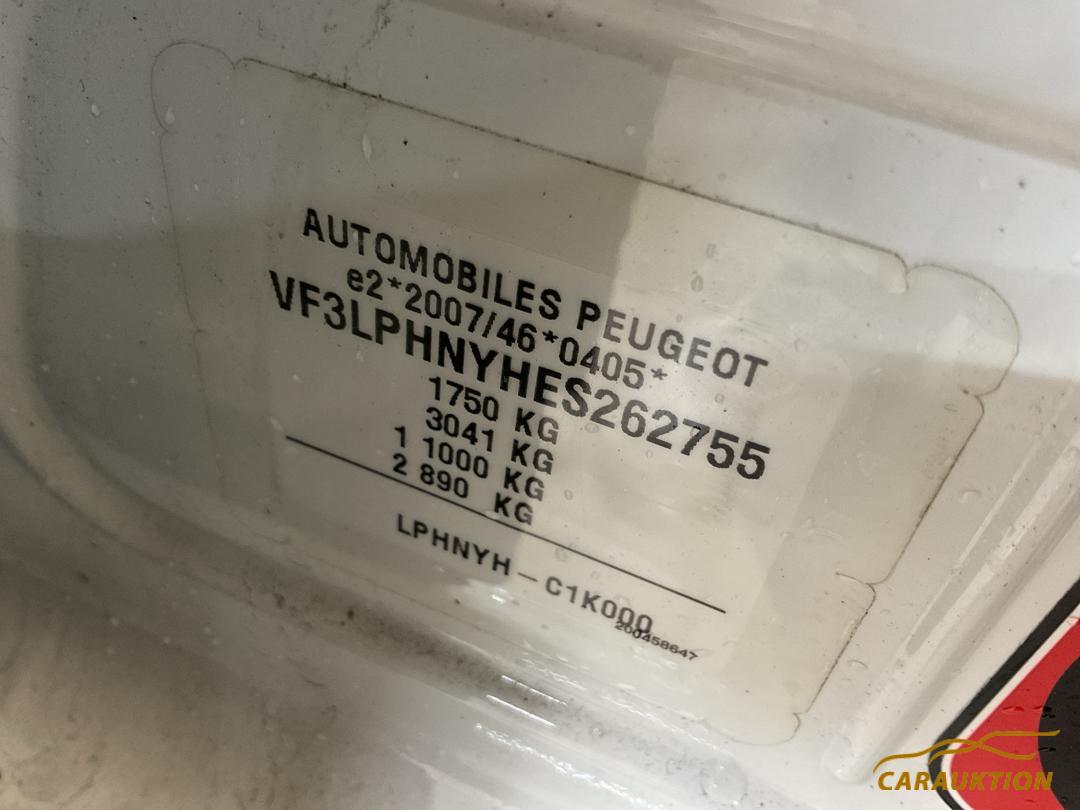 AUTOMOBILES PEUGEOT
e2*2007/46*0405*
VF3LPHNYHES262755
1750 KG
3041 KG
1 1000 KG
2 890 KG
LPHNYH – C1K000
200458647
CARAUKTION